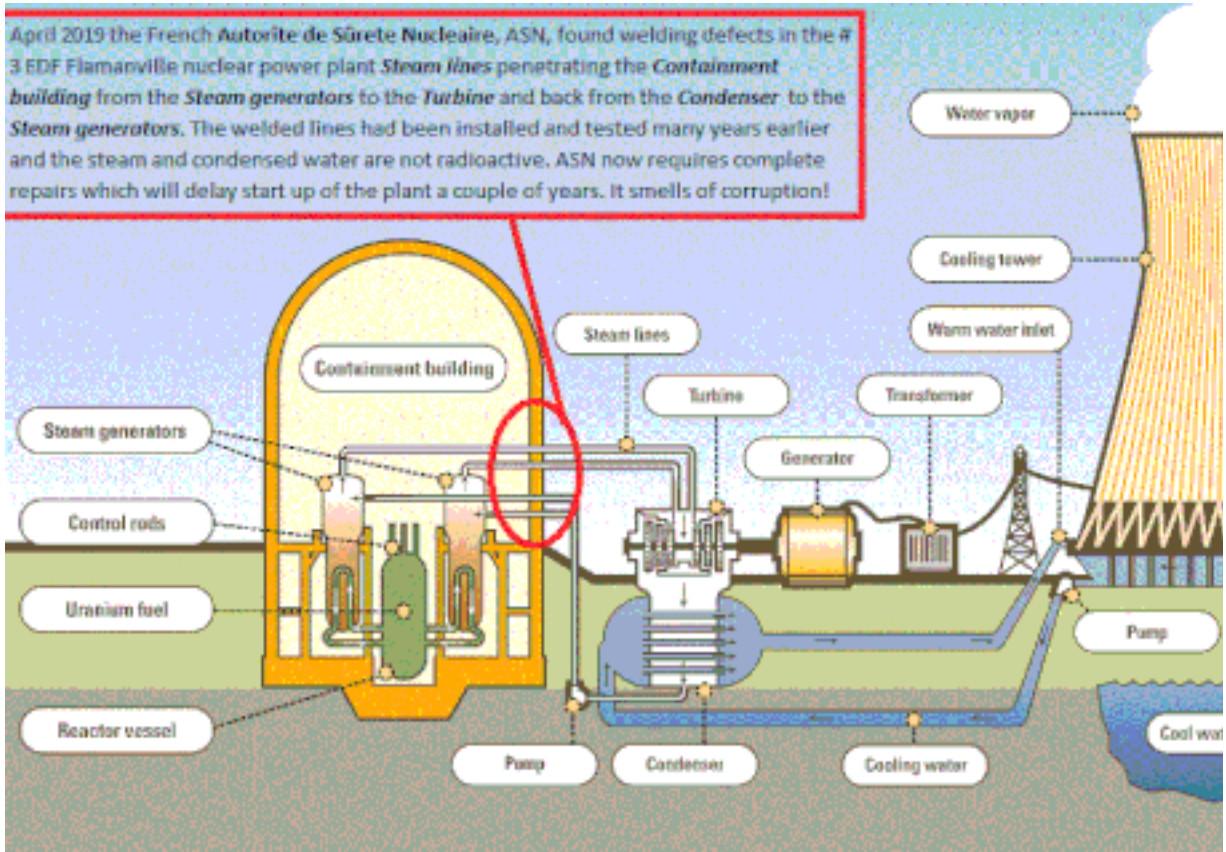 April 2019 the French Autorite de Sûrete Nucleaire, ASN, found welding defects in the #
3 EDF Flamanville nuclear power plant Steam lines penetrating the Containment
building from the Steam generators to the Turbine and back from the Condenser to the
Steam generators. The welded lines had been installed and tested many years earlier
and the steam and condensed water are not radioactive. ASN now requires complete
repairs which will delay start up of the plant a couple of years. It smells of corruption!
Water vapor
Cooling tower
Warm water inlet
Steam lines
Containment building
Turbine
Transformer
Steam generators
Generator
Control rods
Uranium fuel
Pump
Reactor vessel
Pump
Condenser
Cooling water
Cool wat